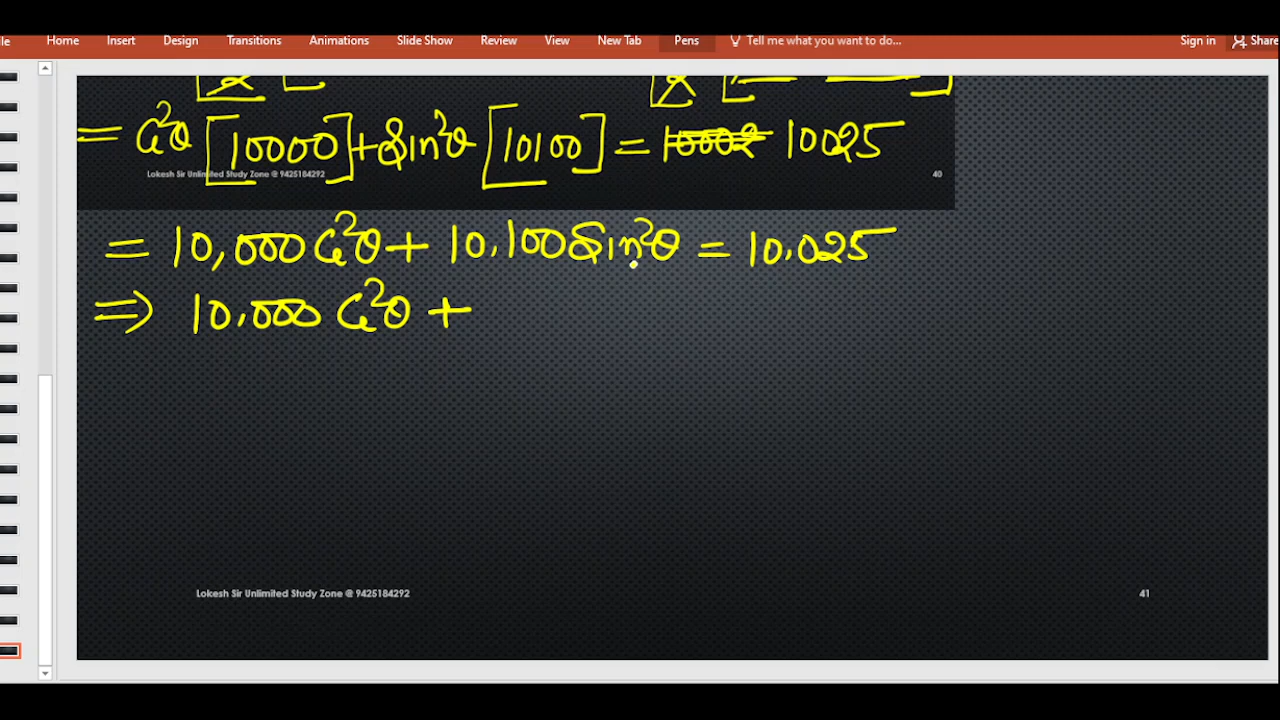 Home Insert Design Transitions Animations Slide Show Review View New Tab Pens Tell me what you want to do... Sign in Share
= Cos²θ [10000] + Sin²θ [10100] = 10025
Lokesh Sir Unlimited Study Zone @ 9425184292 40
= 10,000 Cos²θ + 10,100 Sin²θ = 10,025
⇒ 10,000 Cos²θ +
Lokesh Sir Unlimited Study Zone @ 9425184292 41